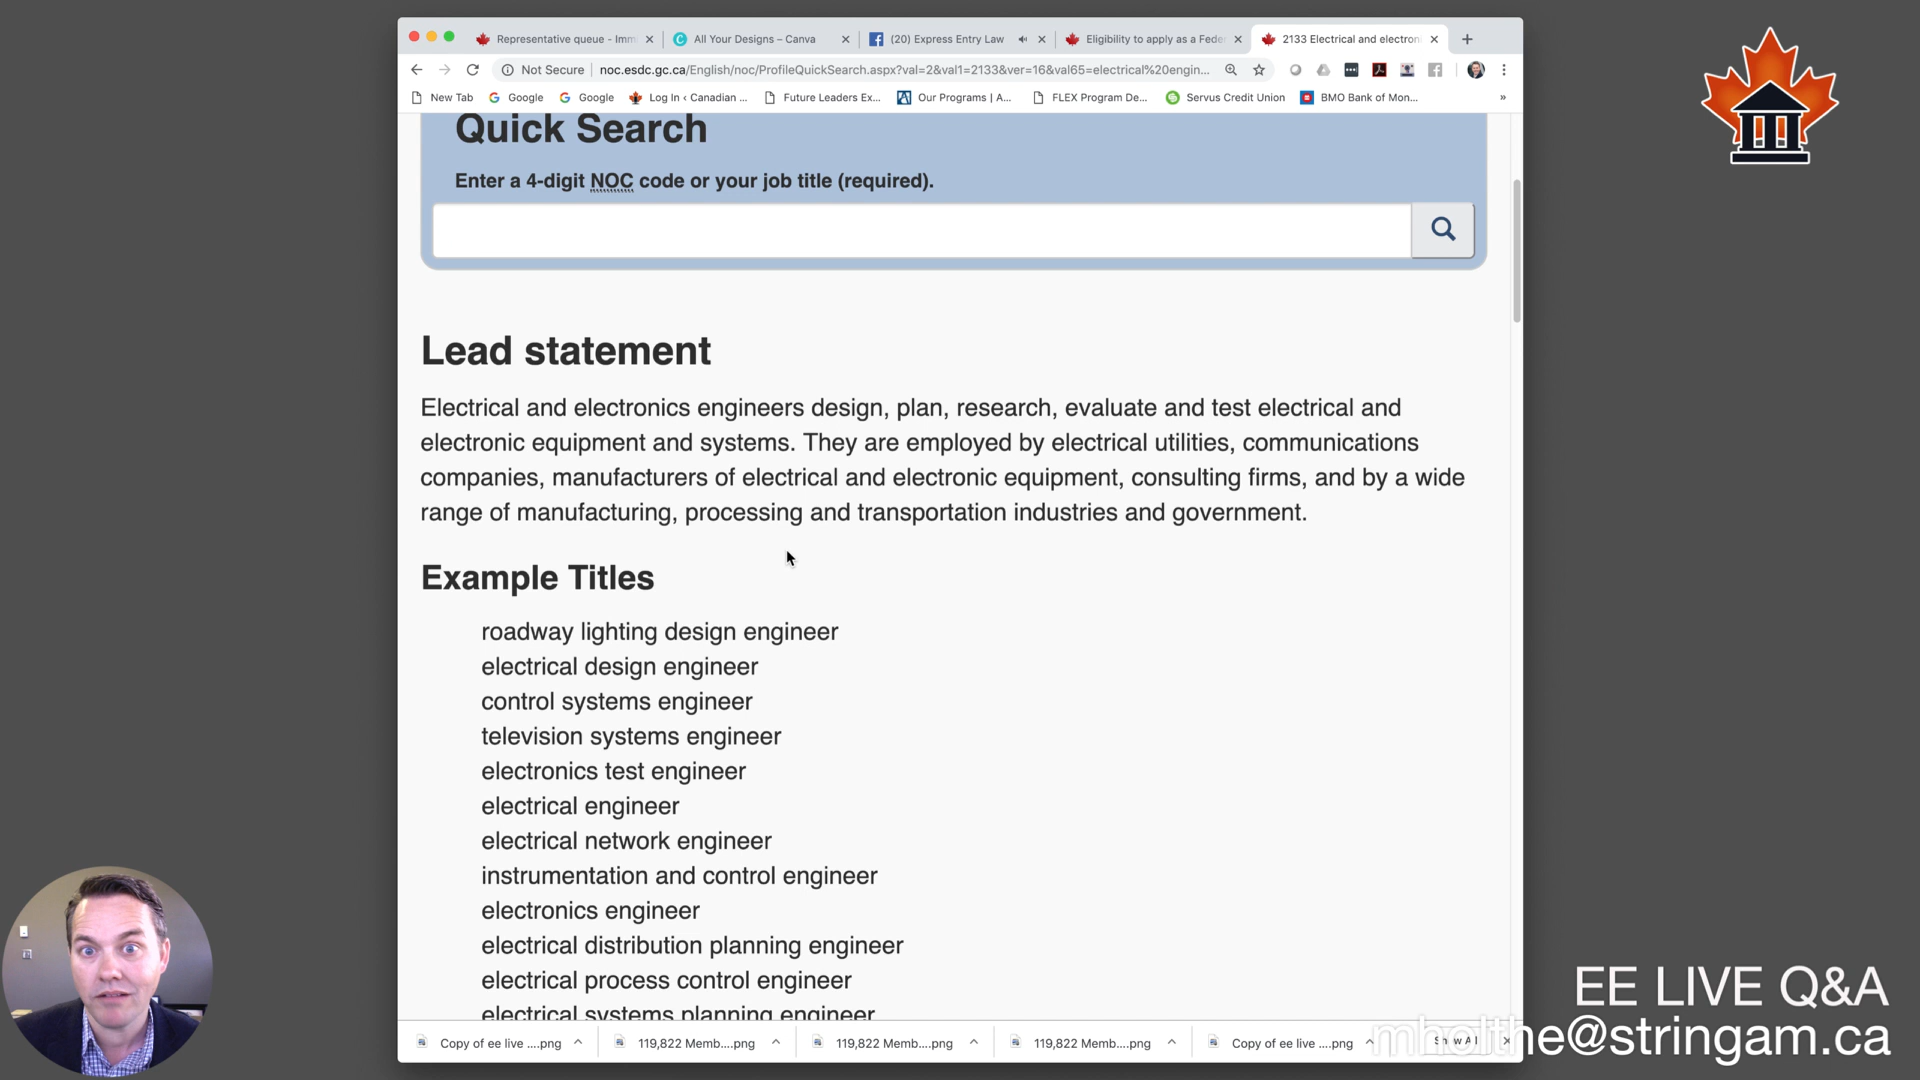 Representative queue - Imm
All Your Designs – Canva
(20) Express Entry Law
Eligibility to apply as a Fede
2133 Electrical and electron
Not Secure
noc.esdc.gc.ca/English/noc/ProfileQuickSearch.aspx?val=2&val1=2133&ver=16&val65=electrical%20engin...
New Tab
Google
Google
Log In ‹ Canadian ...
Future Leaders Ex...
Our Programs | A...
FLEX Program De...
Servus Credit Union
BMO Bank of Mon...
»
Quick Search
Enter a 4-digit NOC code or your job title (required).
Lead statement
Electrical and electronics engineers design, plan, research, evaluate and test electrical and
electronic equipment and systems. They are employed by electrical utilities, communications
companies, manufacturers of electrical and electronic equipment, consulting firms, and by a wide
range of manufacturing, processing and transportation industries and government.
Example Titles
roadway lighting design engineer
electrical design engineer
control systems engineer
television systems engineer
electronics test engineer
electrical engineer
electrical network engineer
instrumentation and control engineer
electronics engineer
electrical distribution planning engineer
electrical process control engineer
electrical systems planning engineer
Copy of ee live ....png
119,822 Memb....png
119,822 Memb....png
119,822 Memb....png
Copy of ee live ....png
Show All
EE LIVE Q&A
mholthe@stringam.ca